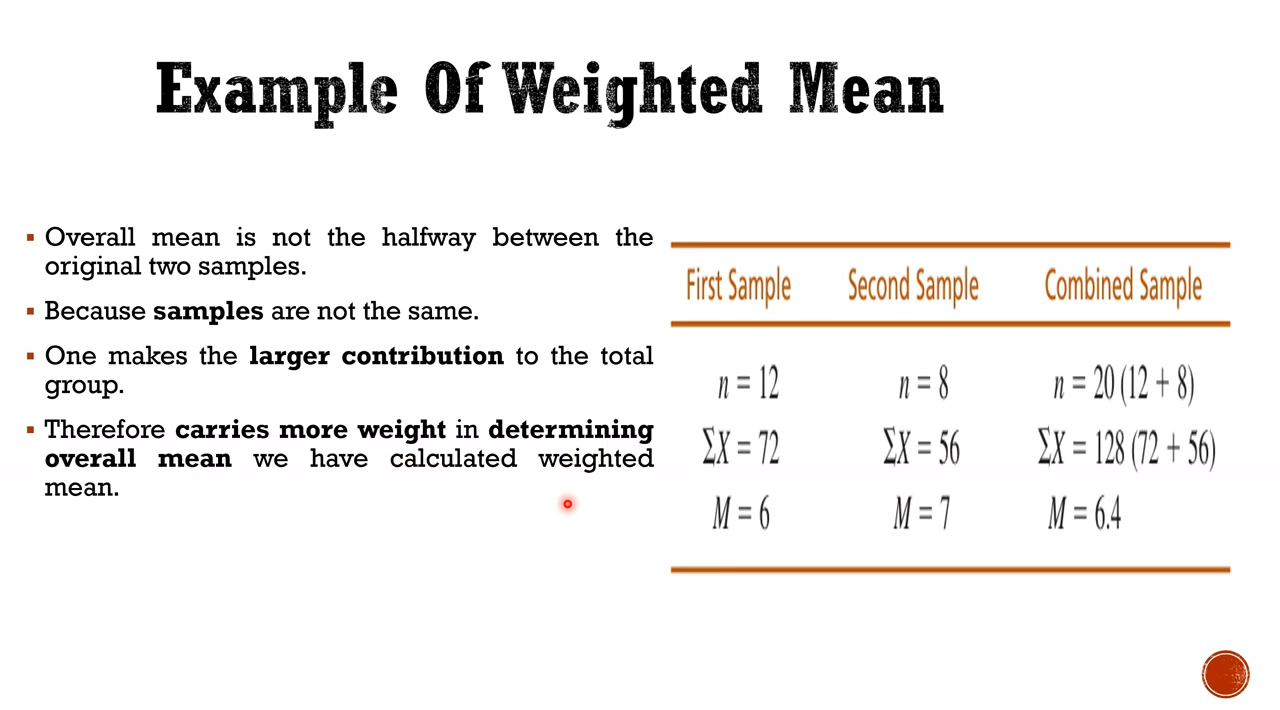 Example Of Weighted Mean
▪ Overall mean is not the halfway between the
original two samples.
▪ Because samples are not the same.
▪ One makes the larger contribution to the total
group.
▪ Therefore carries more weight in determining
overall mean we have calculated weighted
mean.
First Sample Second Sample Combined Sample
n = 12 n = 8 n = 20 (12 + 8)
ΣX = 72 ΣX = 56 ΣX = 128 (72 + 56)
M = 6 M = 7 M = 6.4